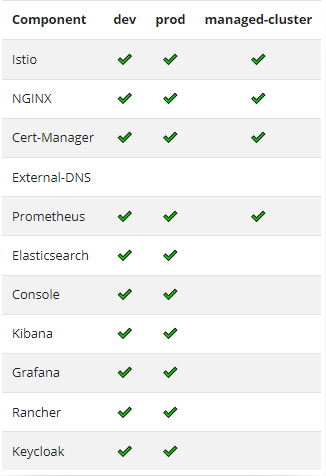 Component dev prod managed-cluster
Istio ✔ ✔ ✔
NGINX ✔ ✔ ✔
Cert-Manager ✔ ✔ ✔
External-DNS
Prometheus ✔ ✔ ✔
Elasticsearch ✔ ✔
Console ✔ ✔
Kibana ✔ ✔
Grafana ✔ ✔
Rancher ✔ ✔
Keycloak ✔ ✔